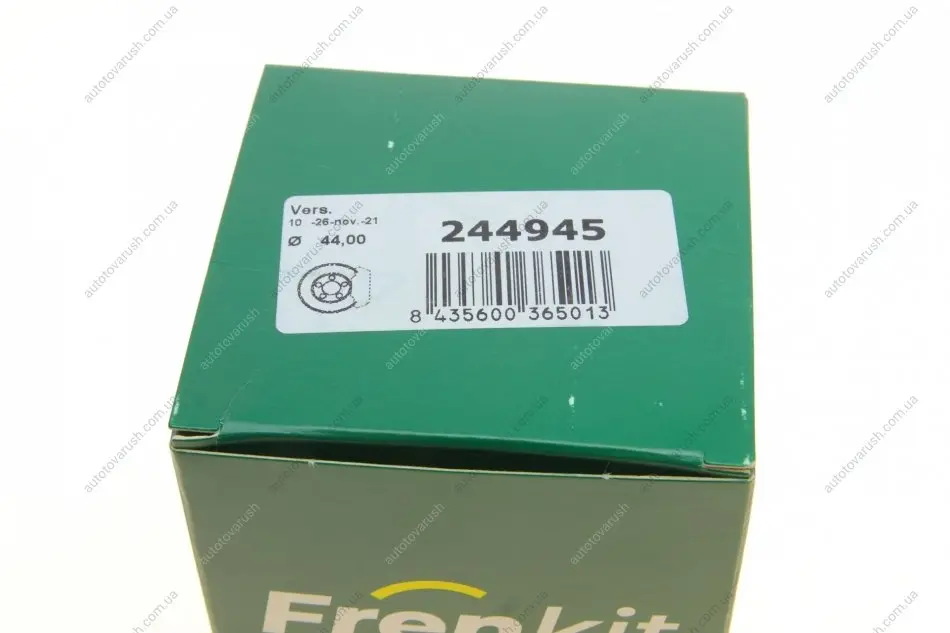 Vers.
10 -26-nov.-21
Ø 44,00
244945
8 435600 365013
Frenkit
autotovarush.com.ua